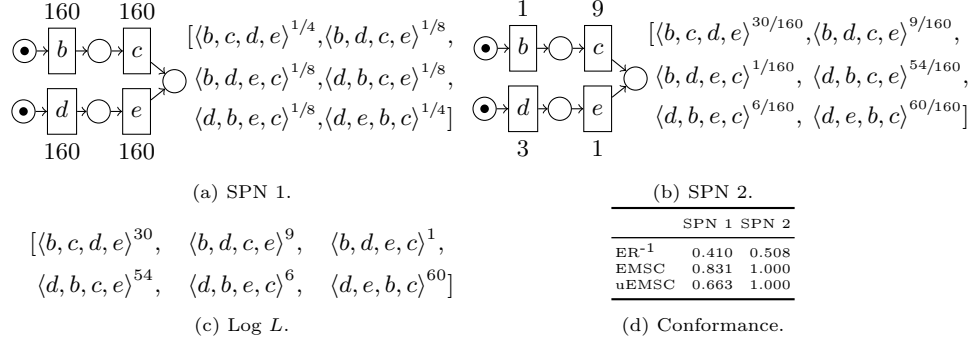 160 160
b c
d e
160 160
[⟨b, c, d, e⟩^{1/4}, ⟨b, d, c, e⟩^{1/8},
⟨b, d, e, c⟩^{1/8}, ⟨d, b, c, e⟩^{1/8},
⟨d, b, e, c⟩^{1/8}, ⟨d, e, b, c⟩^{1/4}]
(a) SPN 1.
1 9
b c
d e
3 1
[⟨b, c, d, e⟩^{30/160}, ⟨b, d, c, e⟩^{9/160},
⟨b, d, e, c⟩^{1/160}, ⟨d, b, c, e⟩^{54/160},
⟨d, b, e, c⟩^{6/160}, ⟨d, e, b, c⟩^{60/160}]
(b) SPN 2.
[⟨b, c, d, e⟩^{30}, ⟨b, d, c, e⟩^{9}, ⟨b, d, e, c⟩^{1},
⟨d, b, c, e⟩^{54}, ⟨d, b, e, c⟩^{6}, ⟨d, e, b, c⟩^{60}]
(c) Log L.
SPN 1 SPN 2
ER^{-1} 0.410 0.508
EMSC 0.831 1.000
uEMSC 0.663 1.000
(d) Conformance.